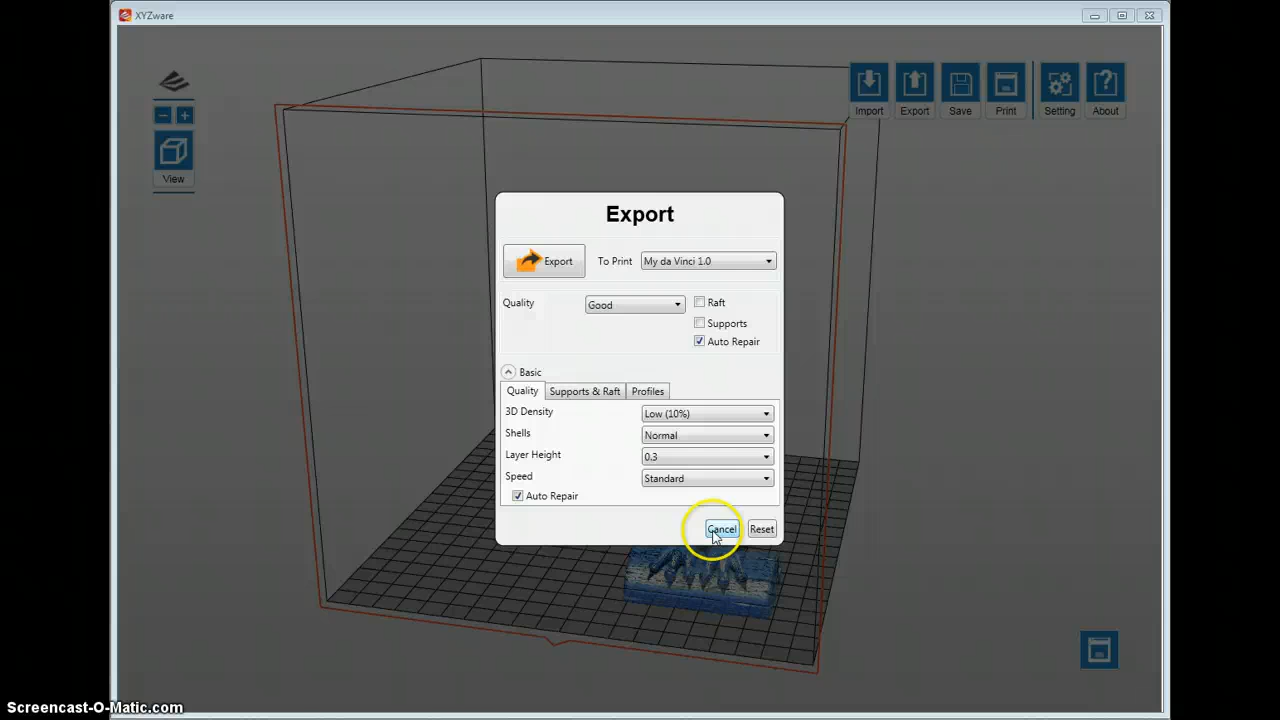 XYZware
Import Export Save Print Setting About
View
Export
Export To Print My da Vinci 1.0
Quality Good Raft
Supports
Auto Repair
Basic
Quality Supports & Raft Profiles
3D Density Low (10%)
Shells Normal
Layer Height 0.3
Speed Standard
Auto Repair
Cancel Reset
Screencast-O-Matic.com